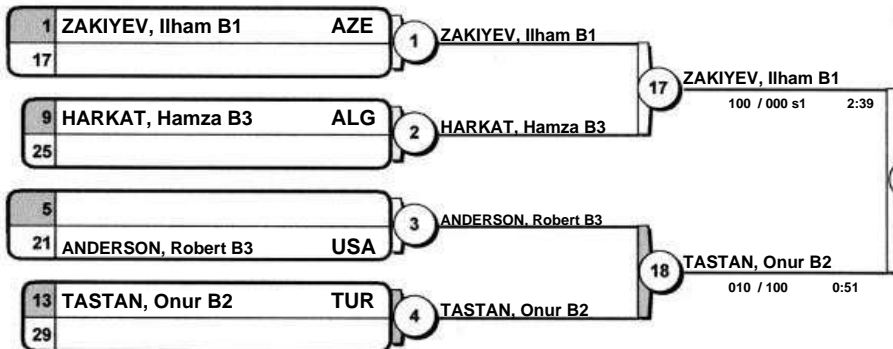 1 ZAKIYEV, Ilham B1 AZE
17
1
ZAKIYEV, Ilham B1
9 HARKAT, Hamza B3 ALG
25
2
HARKAT, Hamza B3
17
ZAKIYEV, Ilham B1
100 / 000 s1 2:39
5
21 ANDERSON, Robert B3 USA
3
ANDERSON, Robert B3
13 TASTAN, Onur B2 TUR
29
4
TASTAN, Onur B2
18
TASTAN, Onur B2
010 / 100 0:51